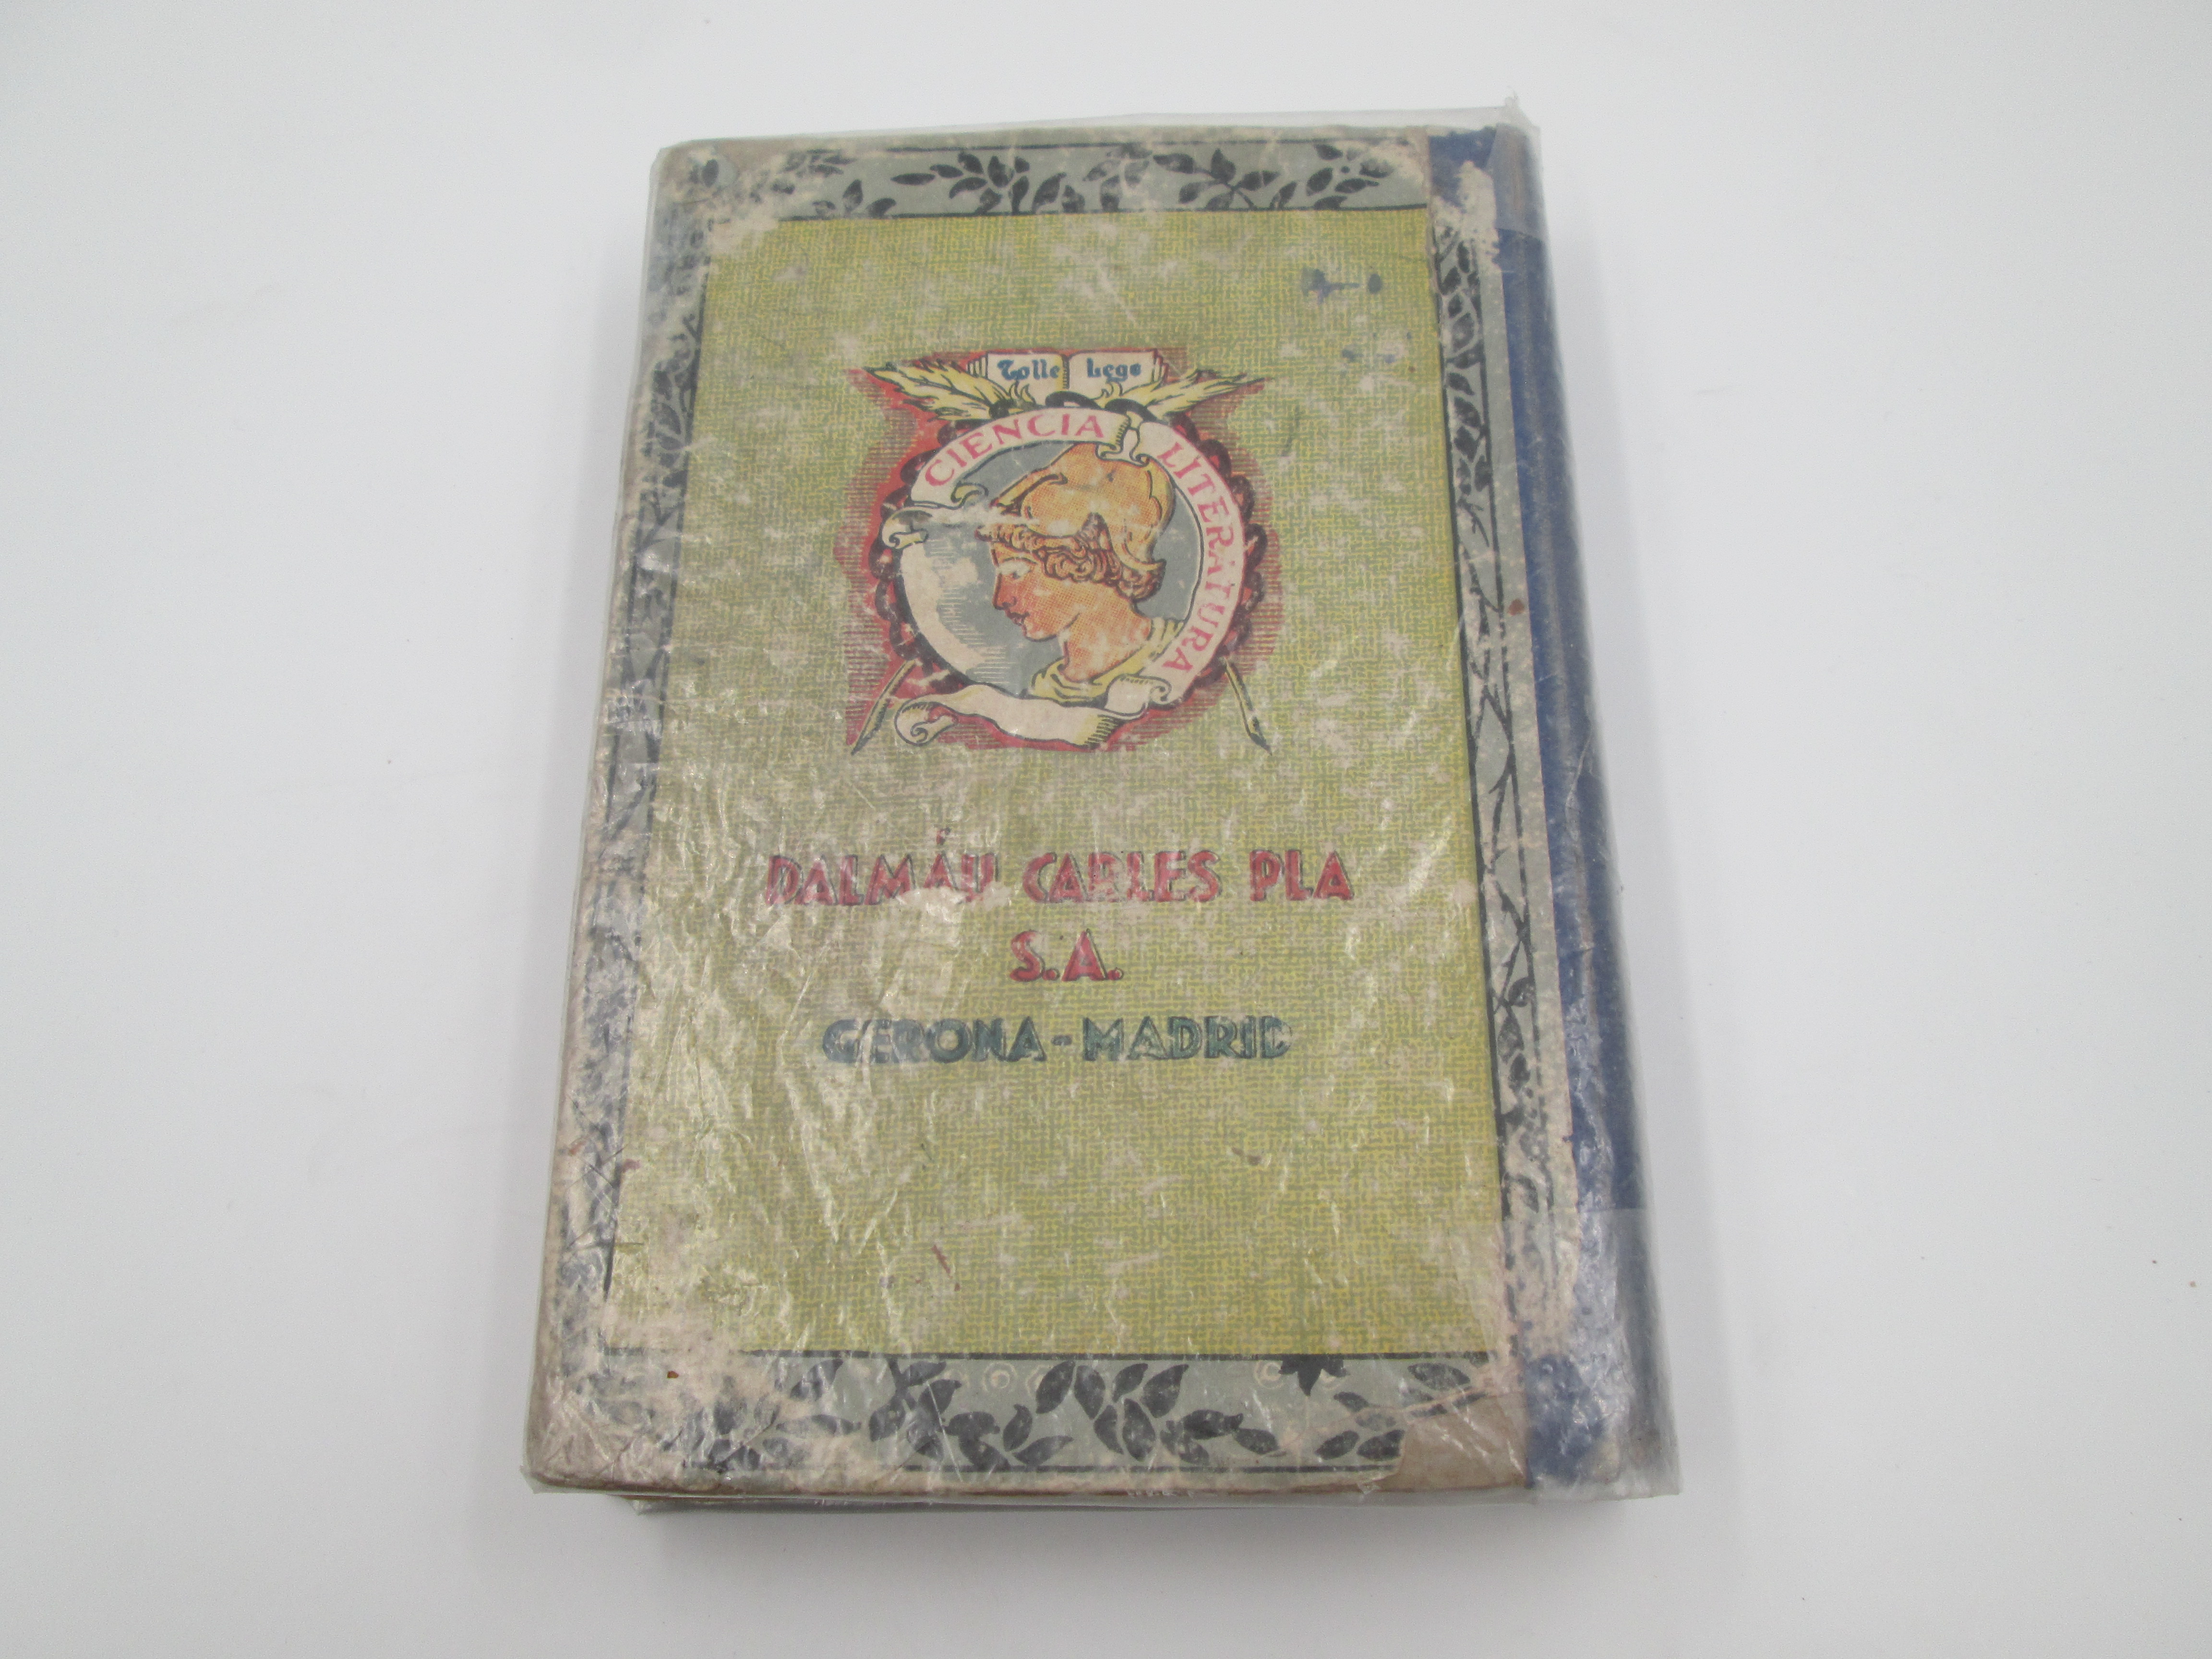 Tolle Lege
CIENCIA LITERATURA
DALMÁU CARLES PLA
S.A.
GERONA-MADRID